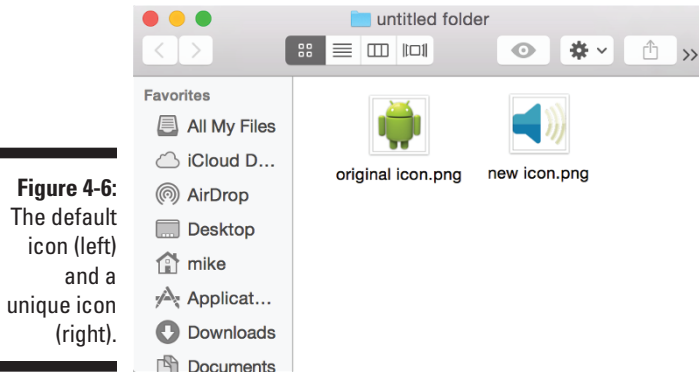 untitled folder
Favorites
All My Files
iCloud D...
AirDrop
Desktop
mike
Applicat...
Downloads
Documents
original icon.png
new icon.png
Figure 4-6:
The default
icon (left)
and a
unique icon
(right).